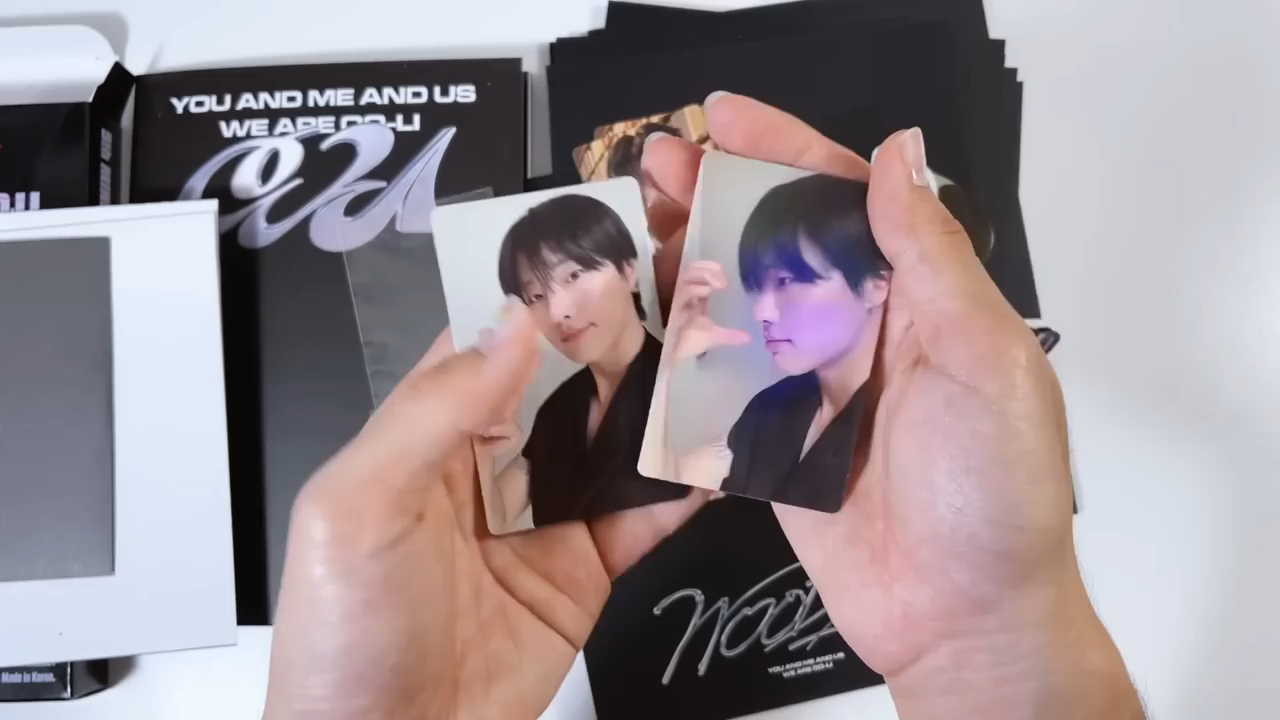 YOU AND ME AND US
WE ARE OO-LI
WOODZ
YOU AND ME AND US
WE ARE OO-LI
Made in Korea.